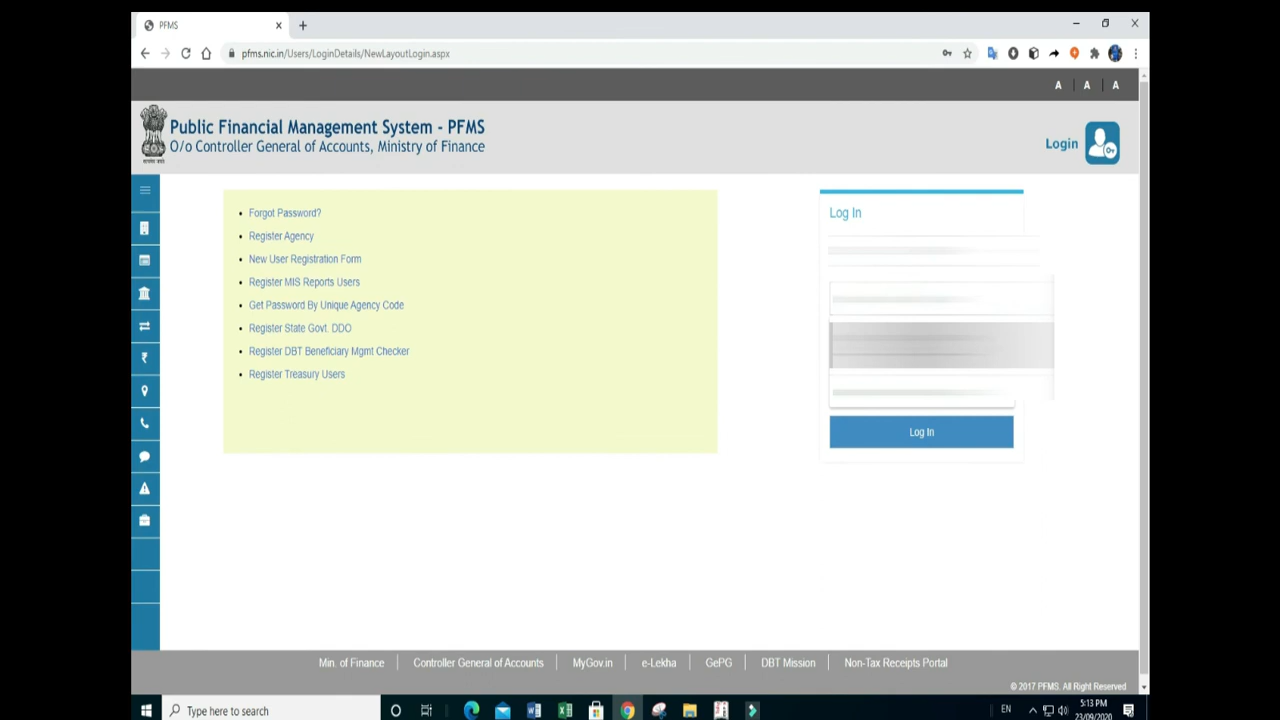 PFMS
pfms.nic.in/Users/LoginDetails/NewLayoutLogin.aspx
A A A
Public Financial Management System - PFMS
O/o Controller General of Accounts, Ministry of Finance
Login
Forgot Password?
Register Agency
New User Registration Form
Register MIS Reports Users
Get Password By Unique Agency Code
Register State Govt. DDO
Register DBT Beneficiary Mgmt Checker
Register Treasury Users
Log In
Log In
Min. of Finance
Controller General of Accounts
MyGov.in
e-Lekha
GePG
DBT Mission
Non-Tax Receipts Portal
© 2017 PFMS. All Right Reserved
Type here to search
EN
5:13 PM
23/09/2020